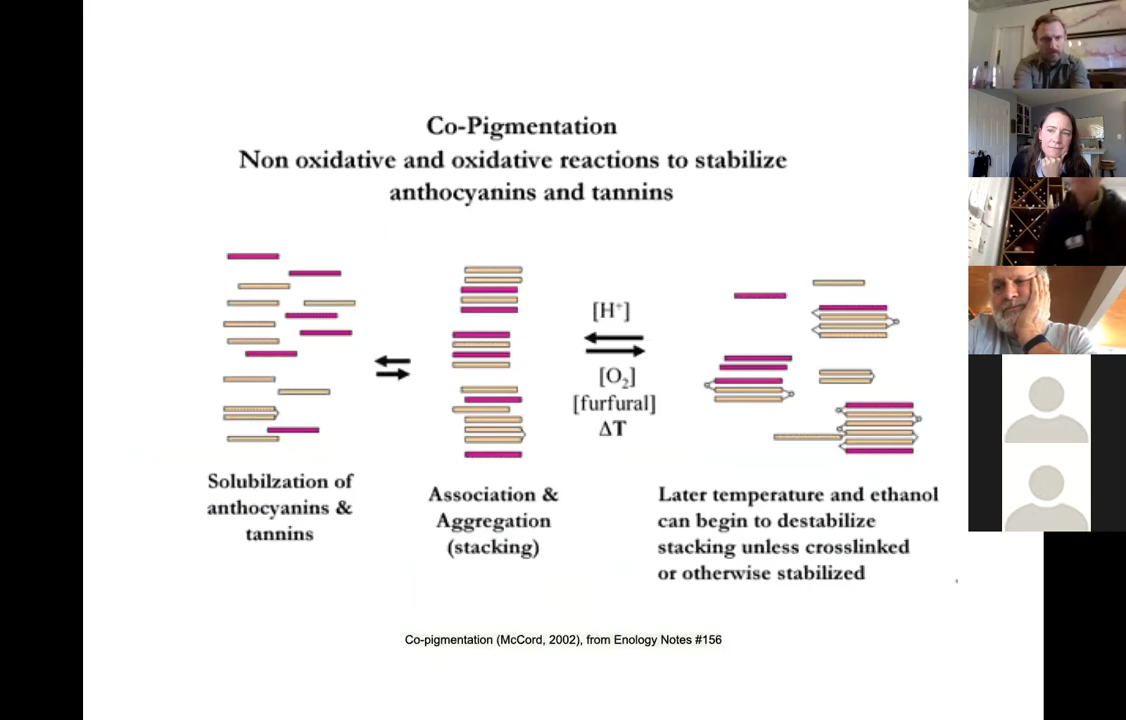 Co-Pigmentation
Non oxidative and oxidative reactions to stabilize
anthocyanins and tannins
[H⁺]
[O₂]
[furfural]
ΔT
Solubilzation of
anthocyanins &
tannins
Association &
Aggregation
(stacking)
Later temperature and ethanol
can begin to destabilize
stacking unless crosslinked
or otherwise stabilized
Co-pigmentation (McCord, 2002), from Enology Notes #156